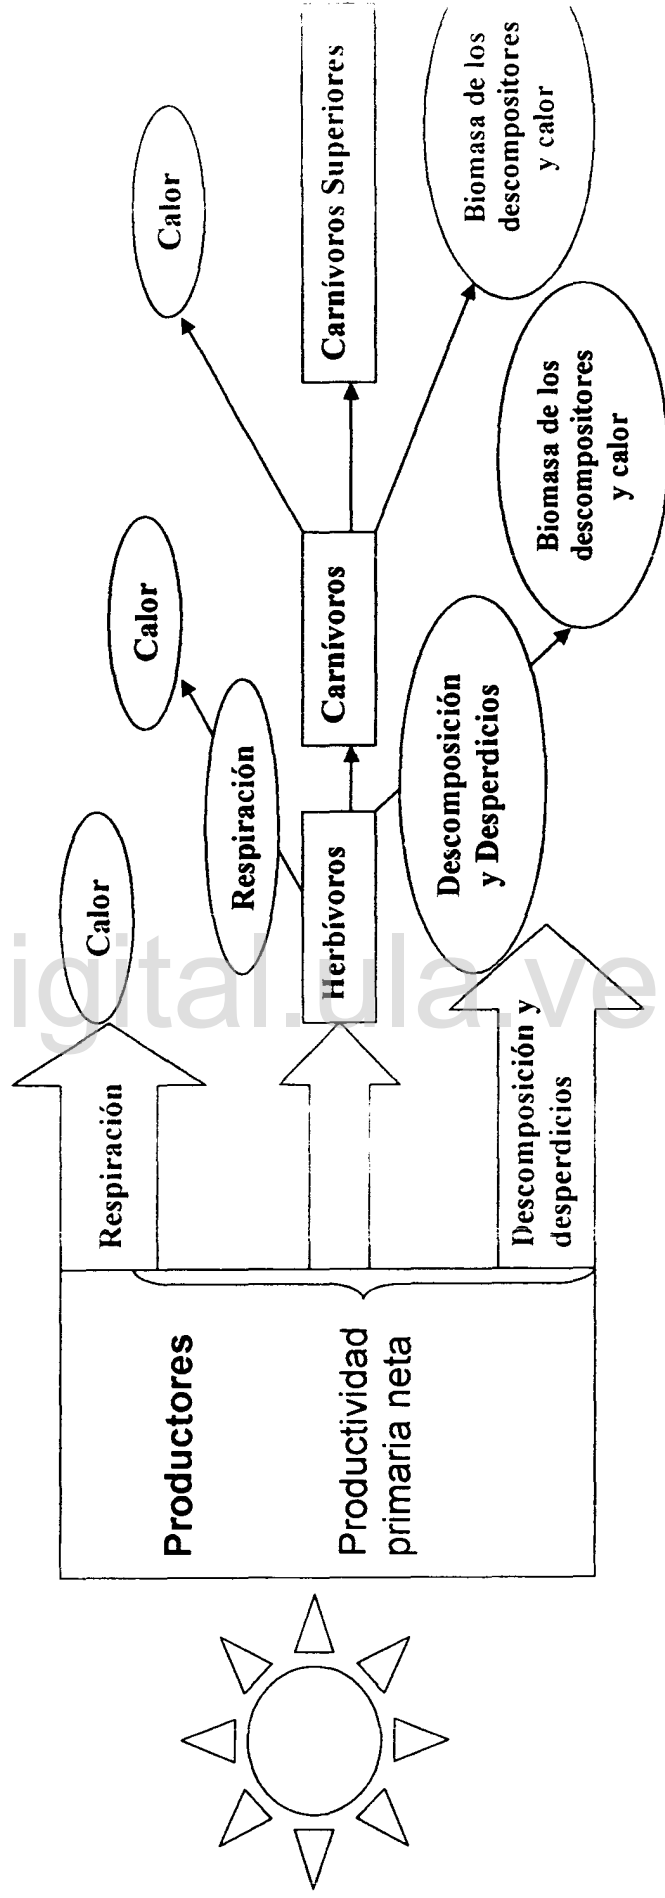 Productores
Productividad
primaria neta
Respiración
Calor
Descomposición y
desperdicios
Herbívoros
Respiración
Calor
Descomposición
y Desperdicios
Biomasa de los
descompositores
y calor
Carnívoros
Calor
Carnívoros Superiores
Biomasa de los
descompositores
y calor
igital.ula.ve